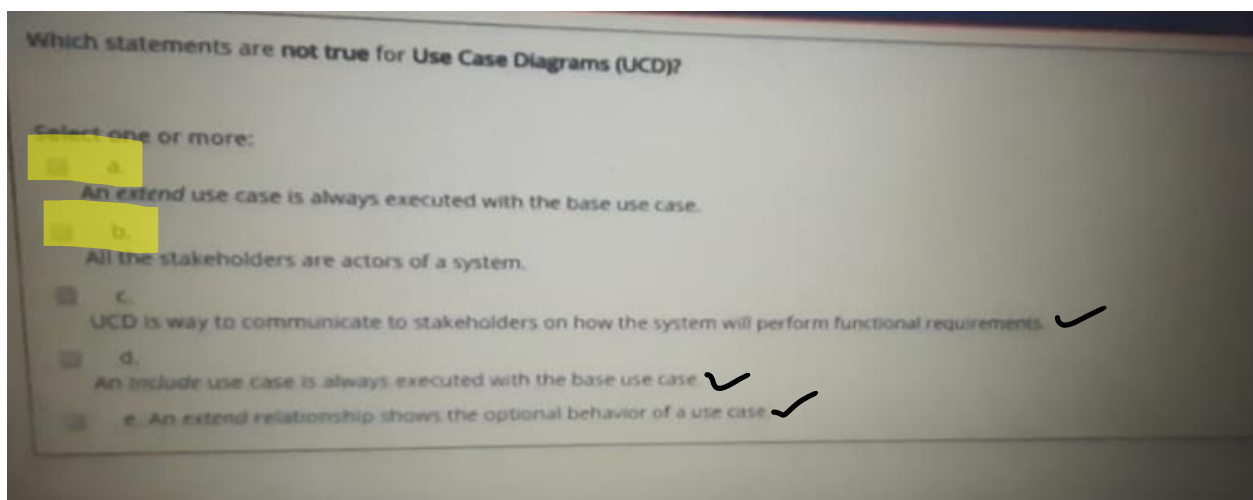 Which statements are not true for Use Case Diagrams (UCD)?
Select one or more:
a.
An extend use case is always executed with the base use case.
b.
All the stakeholders are actors of a system.
c.
UCD is way to communicate to stakeholders on how the system will perform functional requirements.
d.
An Include use case is always executed with the base use case.
e. An extend relationship shows the optional behavior of a use case